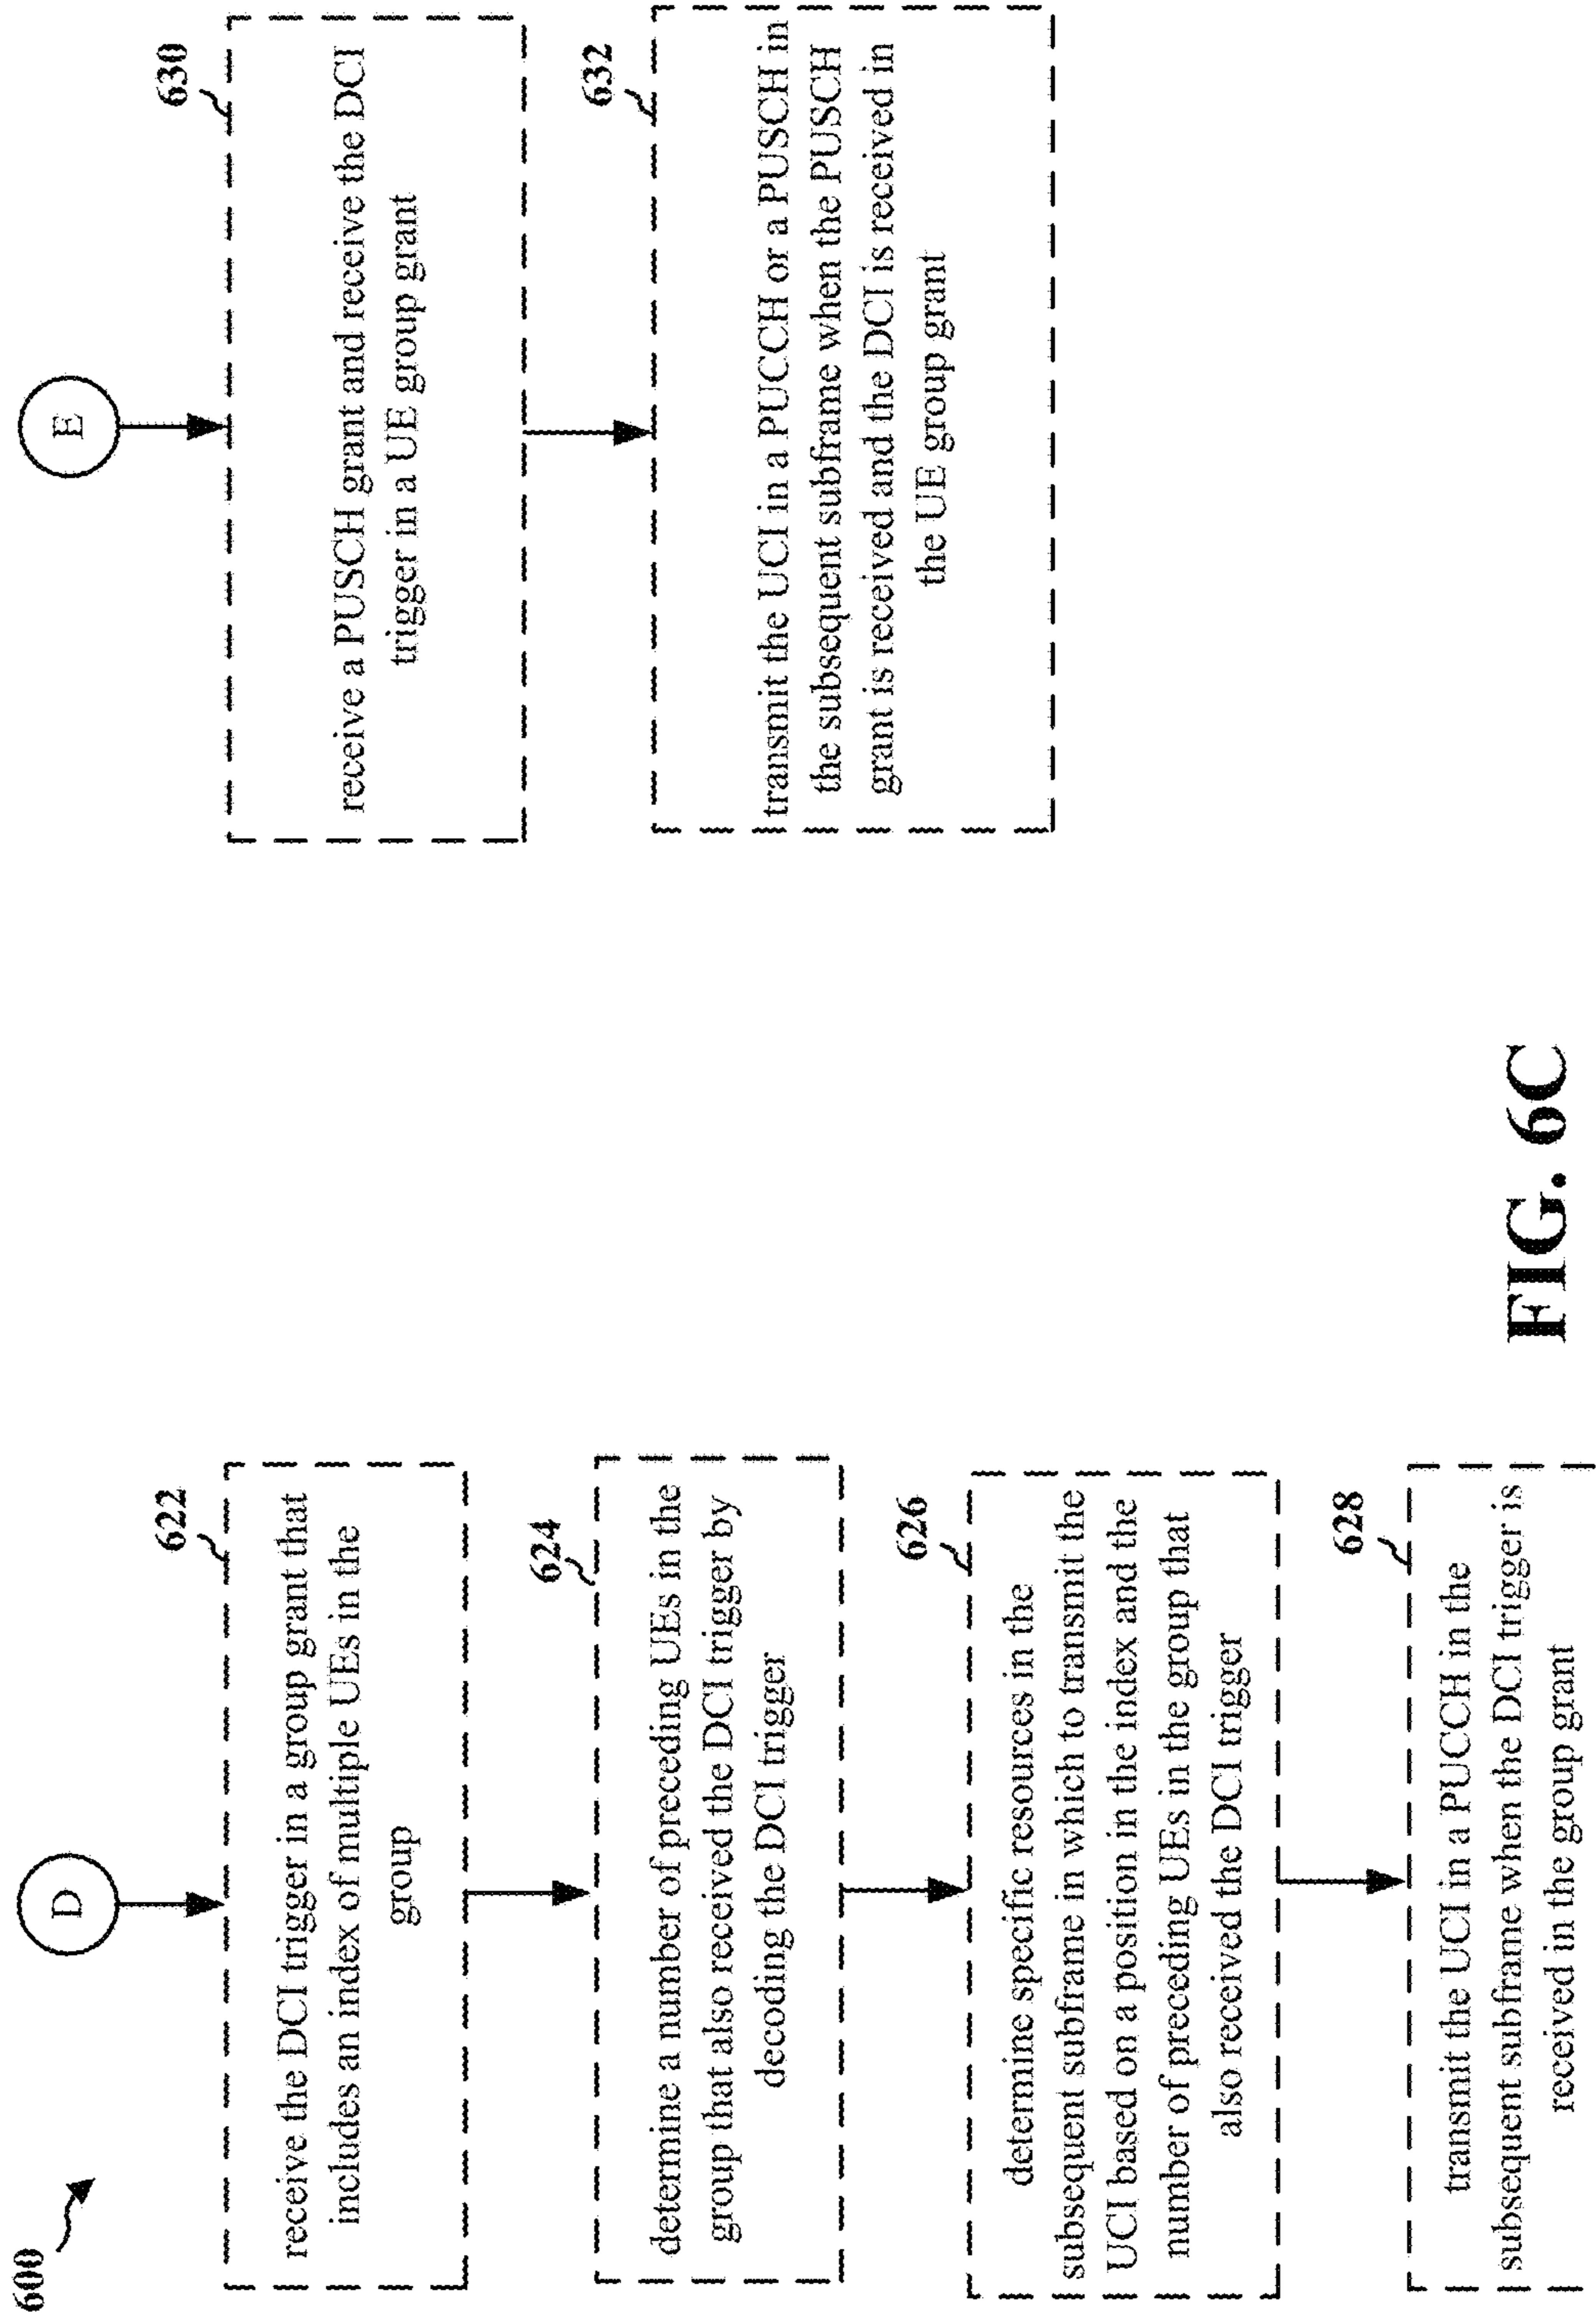 600
D
622
receive the DCI trigger in a group grant that
includes an index of multiple UEs in the
group
624
determine a number of preceding UEs in the
group that also received the DCI trigger by
decoding the DCI trigger
626
determine specific resources in the
subsequent subframe in which to transmit the
UCI based on a position in the index and the
number of preceding UEs in the group that
also received the DCI trigger
628
transmit the UCI in a PUCCH in the
subsequent subframe when the DCI trigger is
received in the group grant
E
630
receive a PUSCH grant and receive the DCI
trigger in a UE group grant
632
transmit the UCI in a PUCCH or a PUSCH in
the subsequent subframe when the PUSCH
grant is received and the DCI is received in
the UE group grant
FIG. 6C